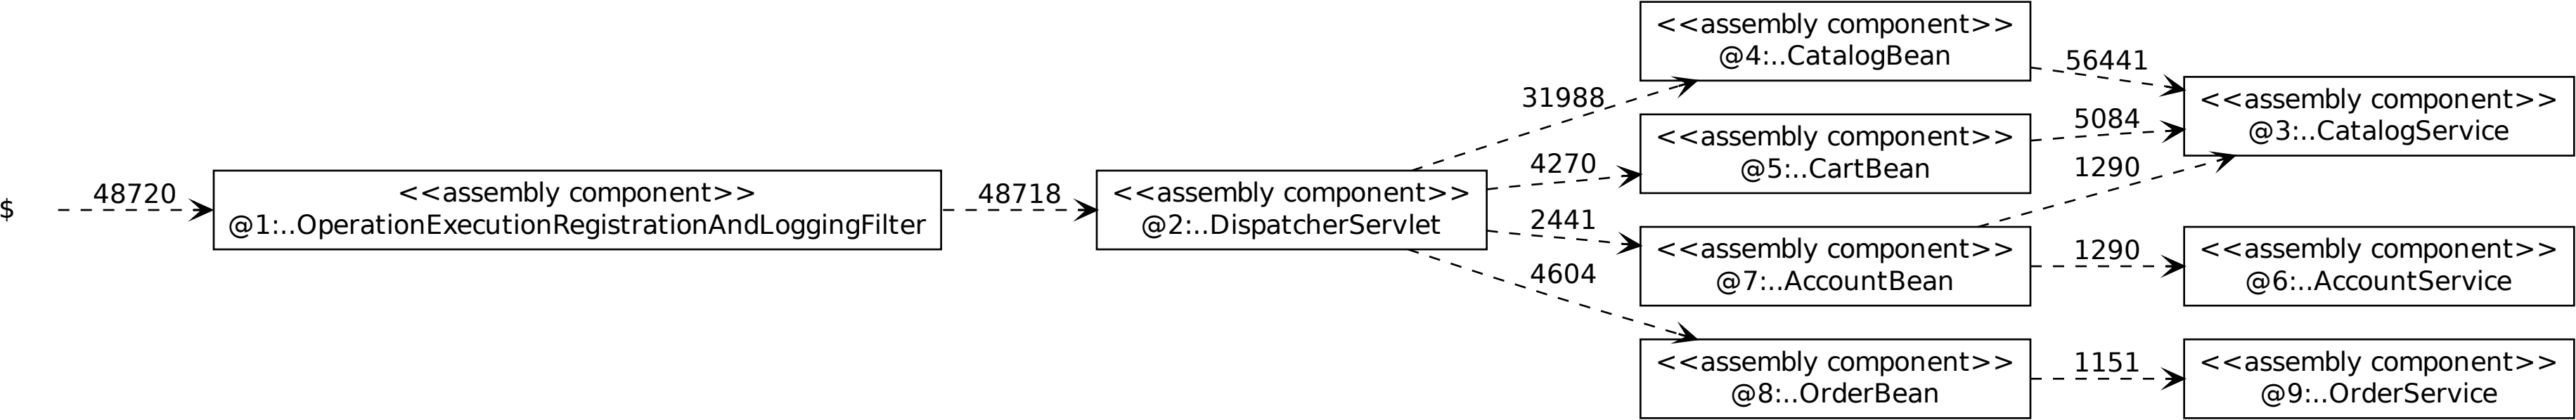 $
48720
<<assembly component>>
@1:..OperationExecutionRegistrationAndLoggingFilter
48718
<<assembly component>>
@2:..DispatcherServlet
31988
4270
2441
4604
<<assembly component>>
@4:..CatalogBean
<<assembly component>>
@5:..CartBean
<<assembly component>>
@7:..AccountBean
<<assembly component>>
@8:..OrderBean
56441
5084
1290
1290
1151
<<assembly component>>
@3:..CatalogService
<<assembly component>>
@6:..AccountService
<<assembly component>>
@9:..OrderService